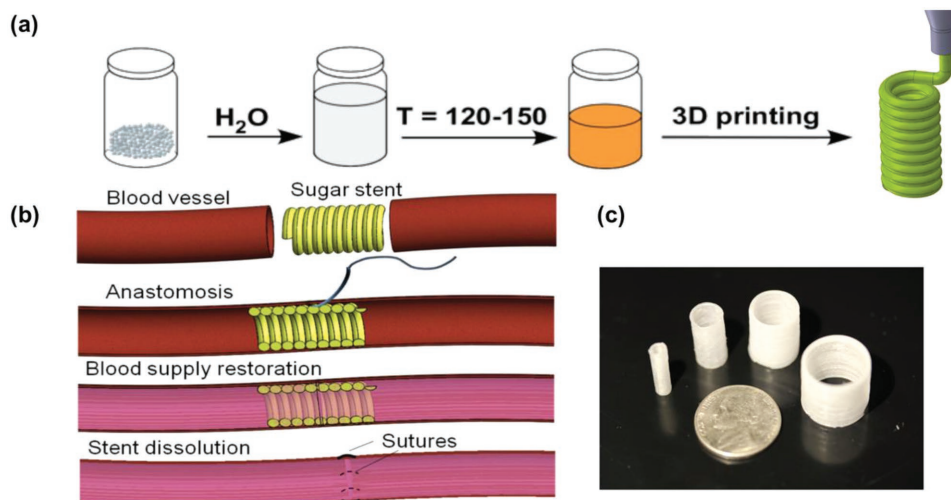 (a)
H₂O
T = 120-150
3D printing
(b)
Blood vessel
Sugar stent
(c)
Anastomosis
Blood supply restoration
Stent dissolution
Sutures